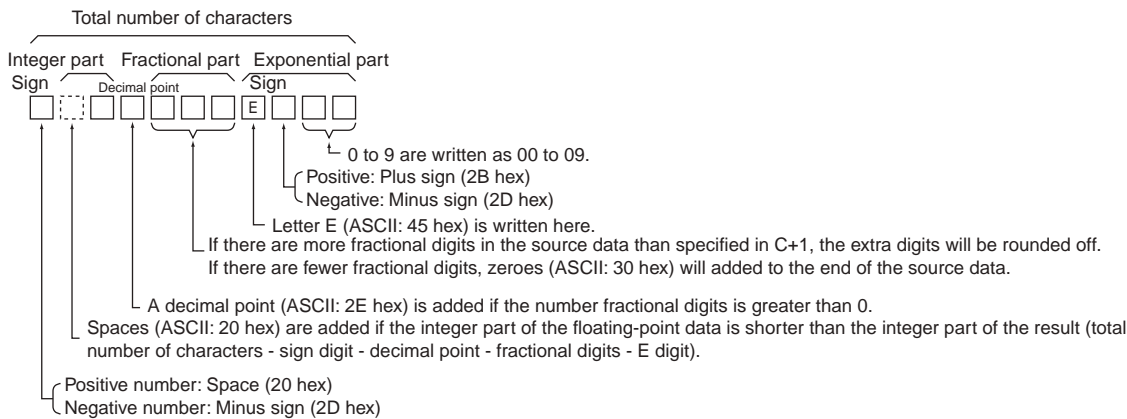 Total number of characters
Integer part Fractional part Exponential part
Sign Decimal point Sign
E
0 to 9 are written as 00 to 09.
Positive: Plus sign (2B hex)
Negative: Minus sign (2D hex)
Letter E (ASCII: 45 hex) is written here.
If there are more fractional digits in the source data than specified in C+1, the extra digits will be rounded off.
If there are fewer fractional digits, zeroes (ASCII: 30 hex) will added to the end of the source data.
A decimal point (ASCII: 2E hex) is added if the number fractional digits is greater than 0.
Spaces (ASCII: 20 hex) are added if the integer part of the floating-point data is shorter than the integer part of the result (total
number of characters - sign digit - decimal point - fractional digits - E digit).
Positive number: Space (20 hex)
Negative number: Minus sign (2D hex)